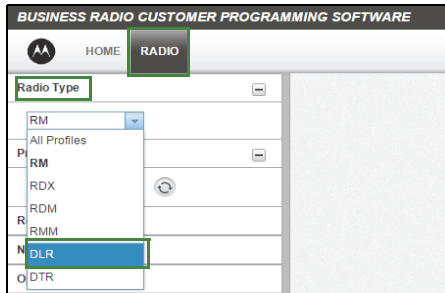 BUSINESS RADIO CUSTOMER PROGRAMMING SOFTWARE
HOME RADIO
Radio Type
RM
All Profiles
RM
RDX
RDM
RMM
DLR
DTR